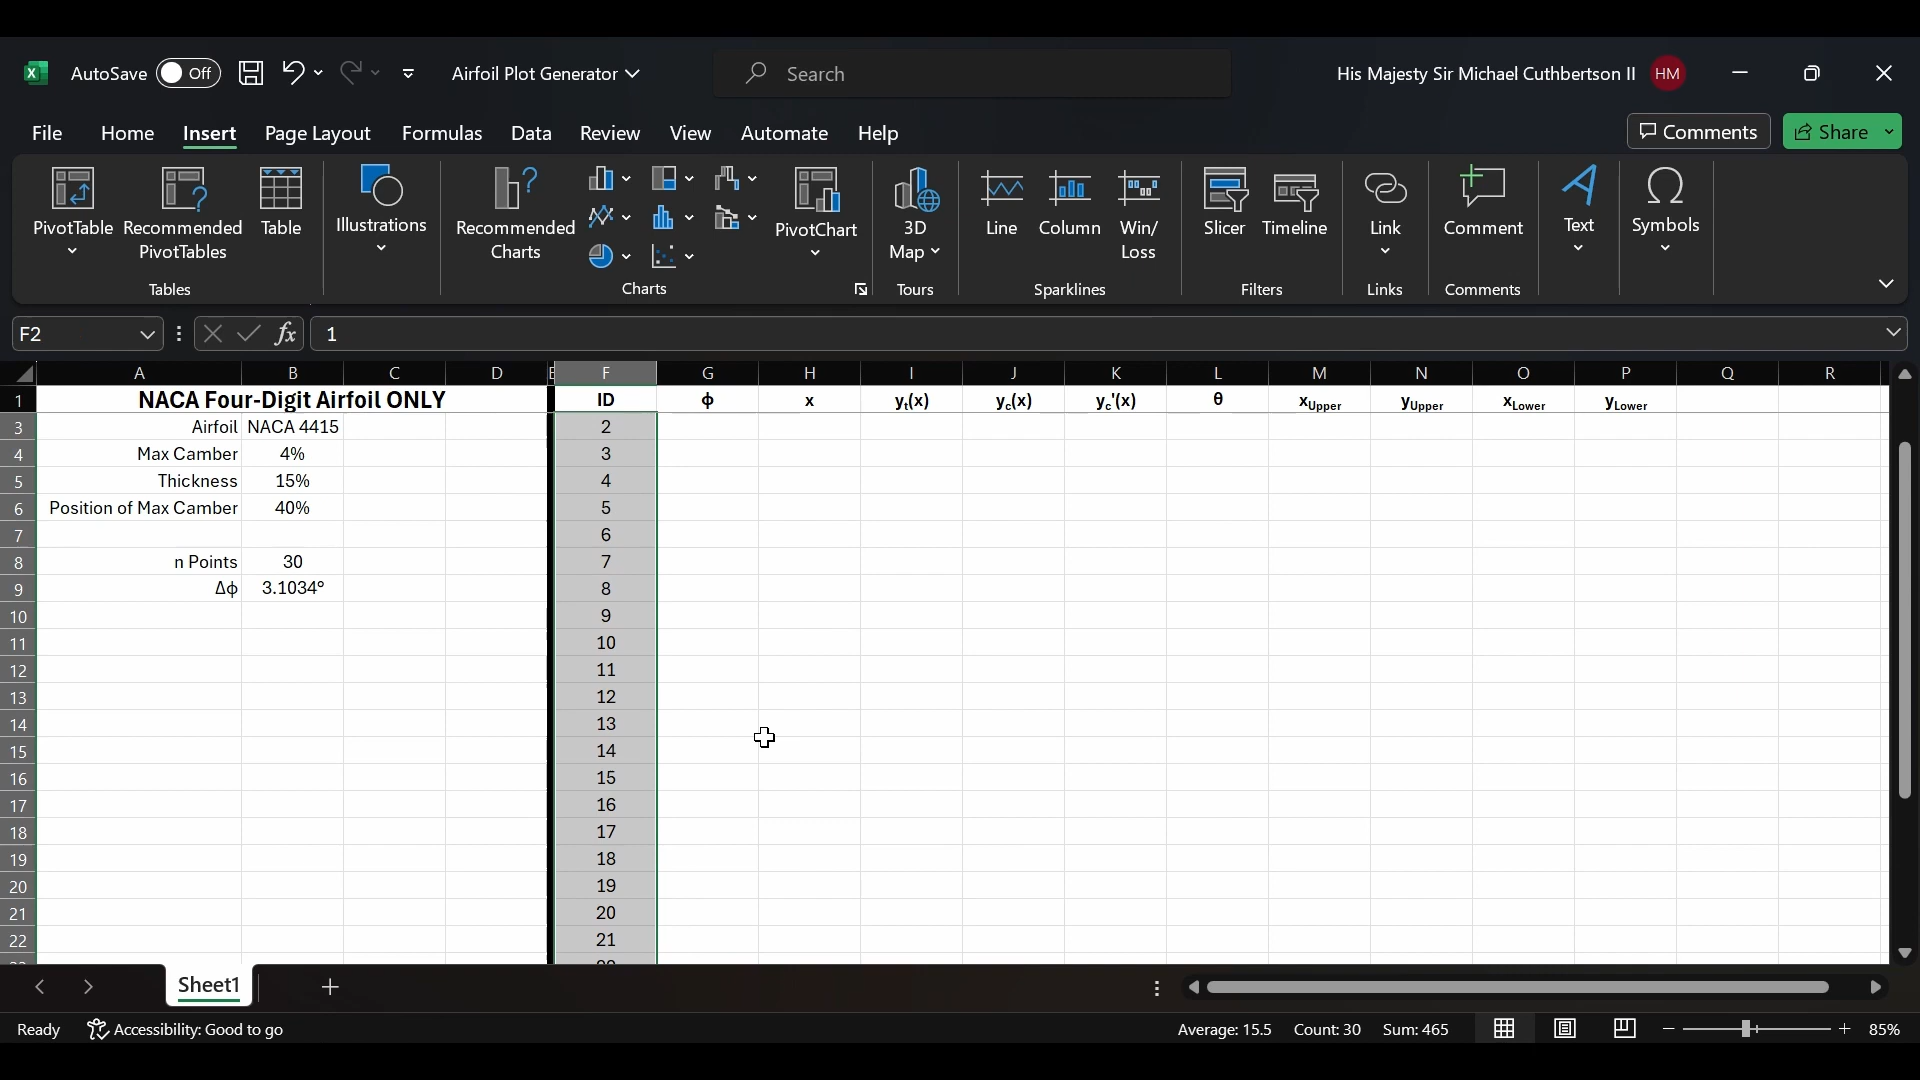 AutoSave Off Airfoil Plot Generator Search His Majesty Sir Michael Cuthbertson II HM
File Home Insert Page Layout Formulas Data Review View Automate Help Comments Share
PivotTable Recommended PivotTables Table Illustrations Recommended Charts PivotChart 3D Map Line Column Win/Loss Slicer Timeline Link Comment Text Symbols
Tables Charts Tours Sparklines Filters Links Comments
F2 fx 1
A B C D E F G H I J K L M N O P Q R
1 NACA Four-Digit Airfoil ONLY ID ϕ x yt(x) yc(x) yc'(x) θ xUpper yUpper xLower yLower
3 Airfoil NACA 4415 2
4 Max Camber 4% 3
5 Thickness 15% 4
6 Position of Max Camber 40% 5
7 6
8 n Points 30 7
9 Δϕ 3.1034° 8
10 9
11 10
12 11
13 12
14 13
15 14
16 15
17 16
18 17
19 18
20 19
21 20
22 21
Sheet1
Ready Accessibility: Good to go Average: 15.5 Count: 30 Sum: 465 85%